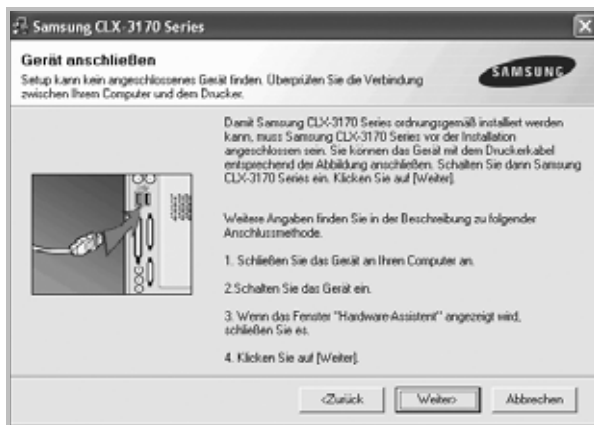 Samsung CLX-3170 Series
Gerät anschließen
Setup kann kein angeschlossenes Gerät finden. Überprüfen Sie die Verbindung
zwischen Ihrem Computer und dem Drucker.
SAMSUNG
Damit Samsung CLX-3170 Series ordnungsgemäß installiert werden
kann, muss Samsung CLX-3170 Series vor der Installation
angeschlossen sein. Sie können das Gerät mit dem Druckerkabel
entsprechend der Abbildung anschließen. Schalten Sie dann Samsung
CLX-3170 Series ein. Klicken Sie auf [Weiter].
Weitere Angaben finden Sie in der Beschreibung zu folgender
Anschlussmethode.
1. Schließen Sie das Gerät an Ihren Computer an.
2.Schalten Sie das Gerät ein.
3. Wenn das Fenster "Hardware-Assistent" angezeigt wird,
schließen Sie es.
4. Klicken Sie auf [Weiter].
<Zurück
Weiter>
Abbrechen